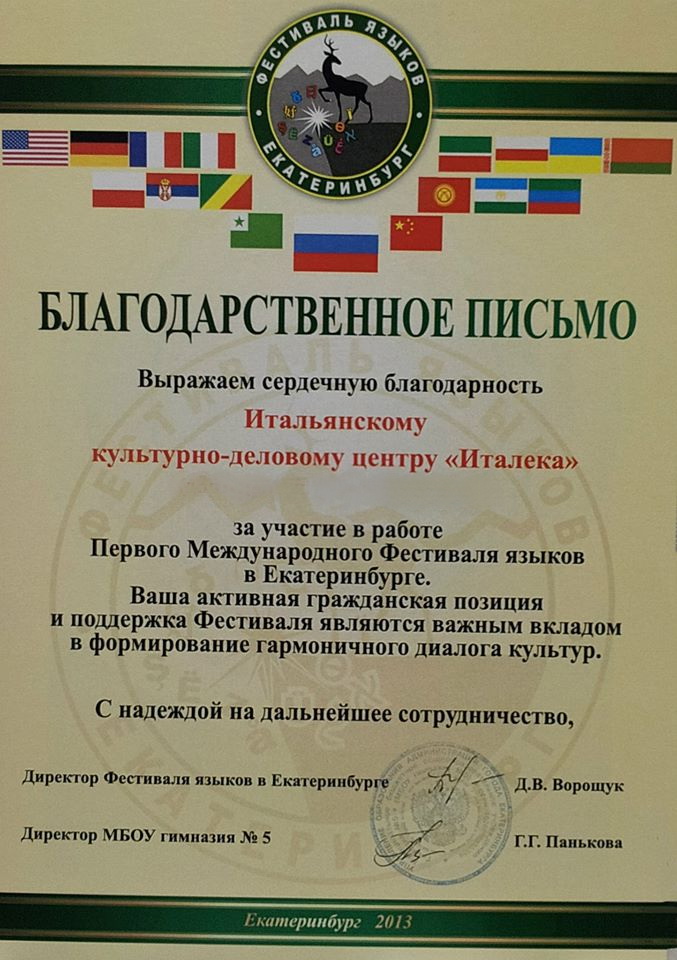 ФЕСТИВАЛЬ ЯЗЫКОВ
ЕКАТЕРИНБУРГ
БЛАГОДАРСТВЕННОЕ ПИСЬМО
Выражаем сердечную благодарность
Итальянскому
культурно-деловому центру «Италека»
за участие в работе
Первого Международного Фестиваля языков
в Екатеринбурге.
Ваша активная гражданская позиция
и поддержка Фестиваля являются важным вкладом
в формирование гармоничного диалога культур.
С надеждой на дальнейшее сотрудничество,
Директор Фестиваля языков в Екатеринбурге
Д.В. Ворощук
Директор МБОУ гимназия № 5
Г.Г. Панькова
Екатеринбург 2013